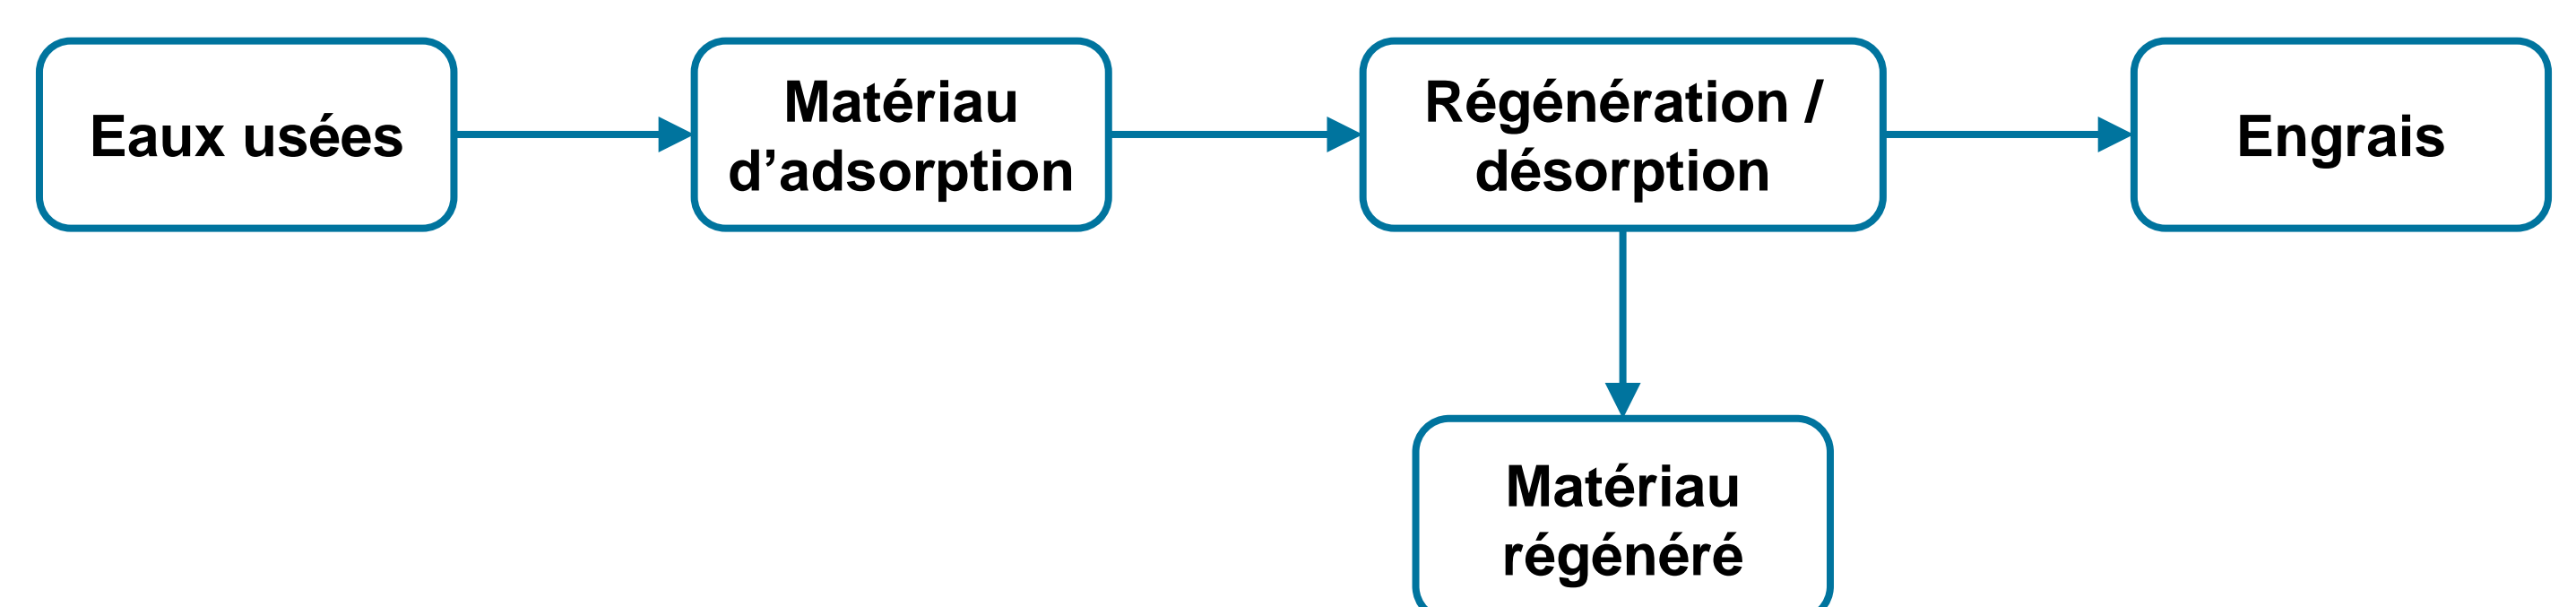 Eaux usées
Matériau
d’adsorption
Régénération /
désorption
Engrais
Matériau
régénéré